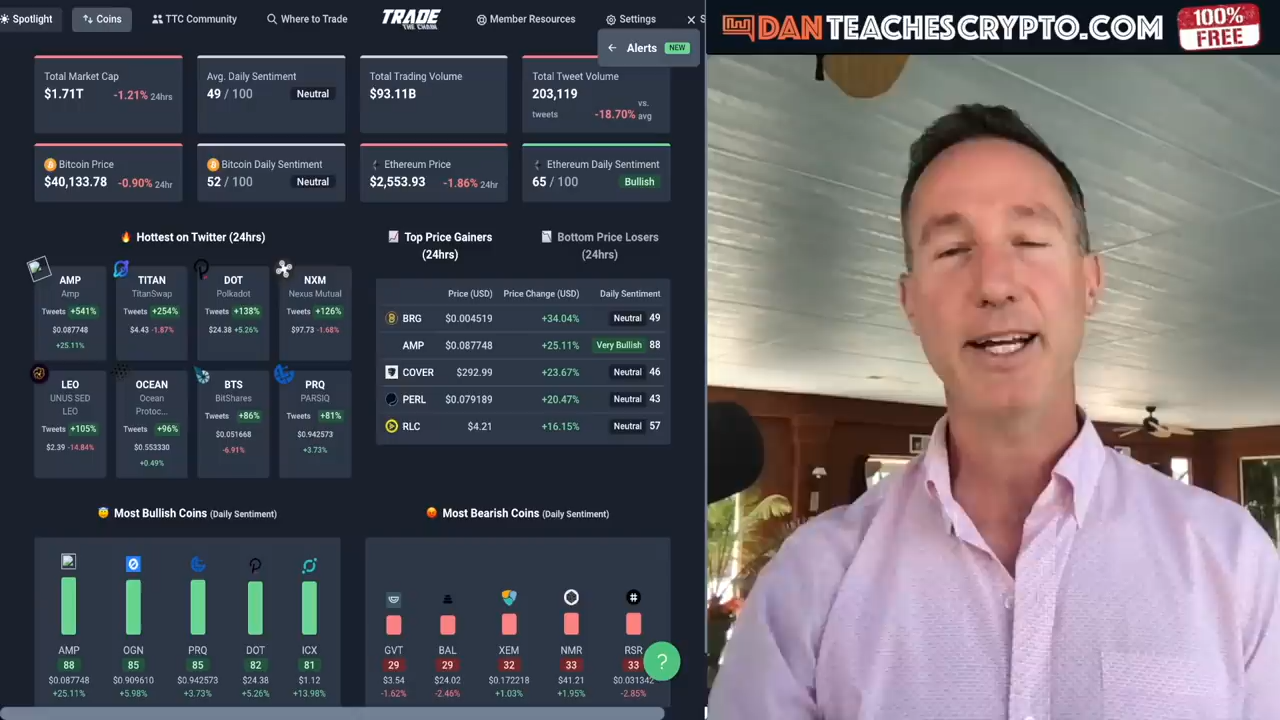 Spotlight
Coins
TTC Community
Where to Trade
TRADE
THE CHAIN
Member Resources
Settings
Alerts NEW
Total Market Cap
$1.71T -1.21% 24hrs
Avg. Daily Sentiment
49 / 100 Neutral
Total Trading Volume
$93.11B
Total Tweet Volume
203,119
tweets -18.70% vs. avg
Bitcoin Price
$40,133.78 -0.90% 24hr
Bitcoin Daily Sentiment
52 / 100 Neutral
Ethereum Price
$2,553.93 -1.86% 24hr
Ethereum Daily Sentiment
65 / 100 Bullish
Hottest on Twitter (24hrs)
AMP
Amp
Tweets +541%
$0.087748
+25.11%
TITAN
TitanSwap
Tweets +254%
$4.43 -1.87%
DOT
Polkadot
Tweets +138%
$24.38 +5.26%
NXM
Nexus Mutual
Tweets +126%
$97.73 -1.68%
LEO
UNUS SED
LEO
Tweets +105%
$2.39 -14.84%
OCEAN
Ocean
Protoc...
Tweets +96%
$0.553330
+0.49%
BTS
BitShares
Tweets +86%
$0.051668
-6.91%
PRQ
PARSIQ
Tweets +81%
$0.942573
+3.73%
Top Price Gainers
(24hrs)
Bottom Price Losers
(24hrs)
Price (USD) Price Change (USD) Daily Sentiment
BRG $0.004519 +34.04% Neutral 49
AMP $0.087748 +25.11% Very Bullish 88
COVER $292.99 +23.67% Neutral 46
PERL $0.079189 +20.47% Neutral 43
RLC $4.21 +16.15% Neutral 57
Most Bullish Coins (Daily Sentiment)
AMP OGN PRQ DOT ICX
88 85 85 82 81
$0.087748 $0.909610 $0.942573 $24.38 $1.12
+25.11% +5.98% +3.73% +5.26% +13.98%
Most Bearish Coins (Daily Sentiment)
GVT BAL XEM NMR RSR
29 29 32 33 33
$3.54 $24.02 $0.172218 $41.21 $0.031342
-1.62% -2.46% +1.03% +1.95% -2.85%
?
DANTEACHESCRYPTO.COM
100%
FREE